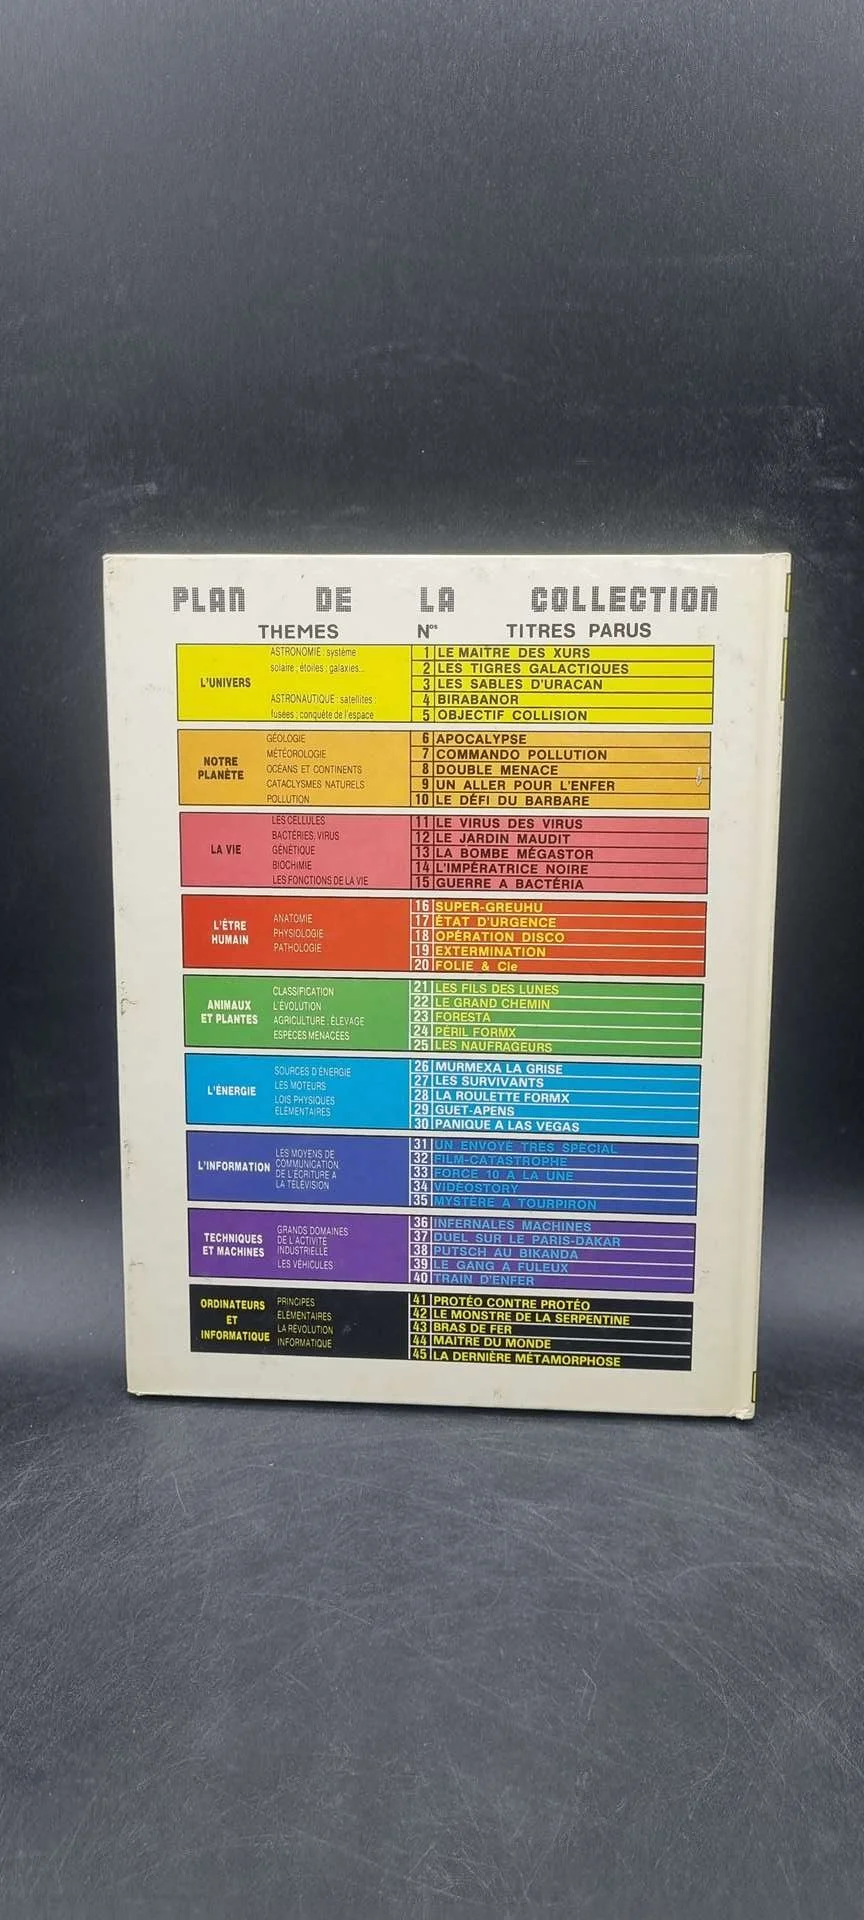 PLAN DE LA COLLECTION
THEMES Nos TITRES PARUS
L'UNIVERS
ASTRONOMIE : système
solaire ; étoiles ; galaxies...
ASTRONAUTIQUE : satellites ;
fusées ; conquête de l'espace
1 LE MAITRE DES XURS
2 LES TIGRES GALACTIQUES
3 LES SABLES D'URACAN
4 BIRABANOR
5 OBJECTIF COLLISION
NOTRE
PLANÈTE
GÉOLOGIE
MÉTÉOROLOGIE
OCÉANS ET CONTINENTS
CATACLYSMES NATURELS
POLLUTION
6 APOCALYPSE
7 COMMANDO POLLUTION
8 DOUBLE MENACE
9 UN ALLER POUR L'ENFER
10 LE DÉFI DU BARBARE
LA VIE
LES CELLULES
BACTÉRIES, VIRUS
GÉNÉTIQUE
BIOCHIMIE
LES FONCTIONS DE LA VIE
11 LE VIRUS DES VIRUS
12 LE JARDIN MAUDIT
13 LA BOMBE MÉGASTOR
14 L'IMPÉRATRICE NOIRE
15 GUERRE A BACTÉRIA
L'ÊTRE
HUMAIN
ANATOMIE
PHYSIOLOGIE
PATHOLOGIE
16 SUPER-GREUHU
17 ÉTAT D'URGENCE
18 OPÉRATION DISCO
19 EXTERMINATION
20 FOLIE & Cie
ANIMAUX
ET PLANTES
CLASSIFICATION
L'ÉVOLUTION
AGRICULTURE ; ÉLEVAGE
ESPÈCES MENACÉES
21 LES FILS DES LUNES
22 LE GRAND CHEMIN
23 FORESTA
24 PÉRIL FORMX
25 LES NAUFRAGEURS
L'ÉNERGIE
SOURCES D'ÉNERGIE
LES MOTEURS
LOIS PHYSIQUES
ÉLÉMENTAIRES
26 MURMEXA LA GRISE
27 LES SURVIVANTS
28 LA ROULETTE FORMX
29 GUET-APENS
30 PANIQUE A LAS VEGAS
L'INFORMATION
LES MOYENS DE
COMMUNICATION,
DE L'ÉCRITURE A
LA TÉLÉVISION
31 UN ENVOYÉ TRÈS SPÉCIAL
32 FILM-CATASTROPHE
33 FORCE 10 A LA UNE
34 VIDÉOSTORY
35 MYSTÈRE A TOURPIRON
TECHNIQUES
ET MACHINES
GRANDS DOMAINES
DE L'ACTIVITÉ
INDUSTRIELLE
LES VÉHICULES
36 INFERNALES MACHINES
37 DUEL SUR LE PARIS-DAKAR
38 PUTSCH AU BIKANDA
39 LE GANG A FULEUX
40 TRAIN D'ENFER
ORDINATEURS
ET
INFORMATIQUE
PRINCIPES
ÉLÉMENTAIRES
LA RÉVOLUTION
INFORMATIQUE
41 PROTÉO CONTRE PROTÉO
42 LE MONSTRE DE LA SERPENTINE
43 BRAS DE FER
44 MAITRE DU MONDE
45 LA DERNIÈRE MÉTAMORPHOSE